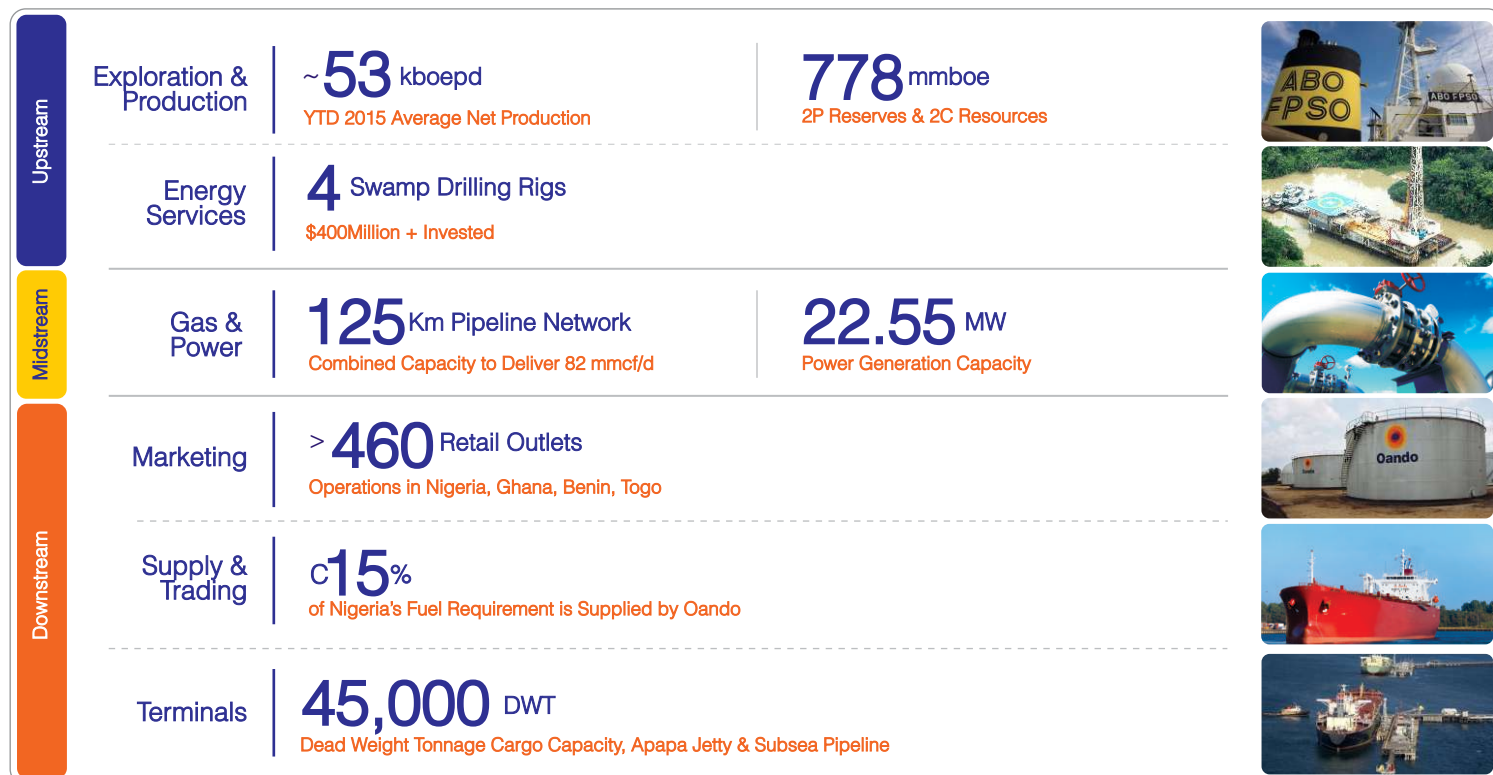 Upstream
Exploration &
Production
~53 kboepd
YTD 2015 Average Net Production
778 mmboe
2P Reserves & 2C Resources
ABO
FPSO
ABO FPSO
Energy
Services
4 Swamp Drilling Rigs
$400Million + Invested
Midstream
Gas &
Power
125 Km Pipeline Network
Combined Capacity to Deliver 82 mmcf/d
22.55 MW
Power Generation Capacity
Downstream
Marketing
> 460 Retail Outlets
Operations in Nigeria, Ghana, Benin, Togo
Oando
Supply &
Trading
C15%
of Nigeria's Fuel Requirement is Supplied by Oando
Terminals
45,000 DWT
Dead Weight Tonnage Cargo Capacity, Apapa Jetty & Subsea Pipeline